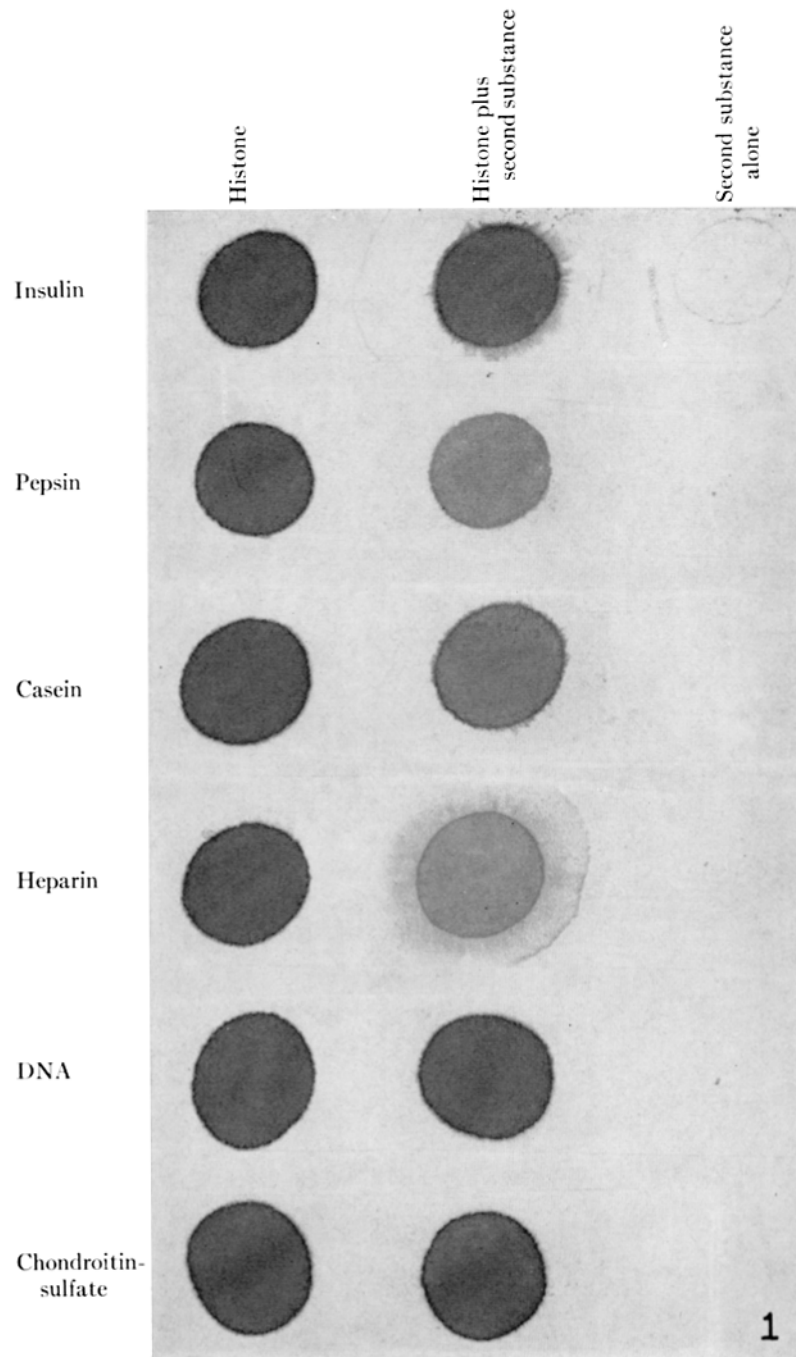 Histone
Histone plus
second substance
Second substance
alone
Insulin
Pepsin
Casein
Heparin
DNA
Chondroitin-
sulfate
1